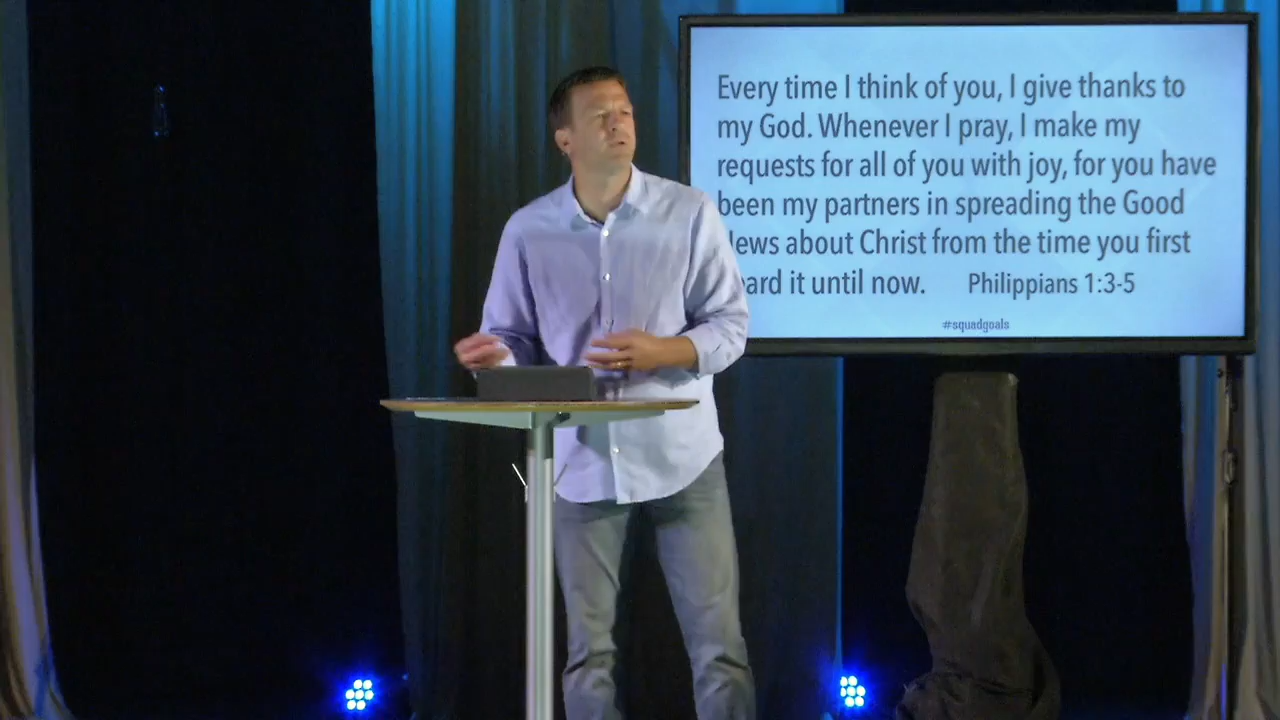 Every time I think of you, I give thanks to
my God. Whenever I pray, I make my
requests for all of you with joy, for you have
been my partners in spreading the Good
about Christ from the time you first
it until now. Philippians 1:3-5
#squadgoals